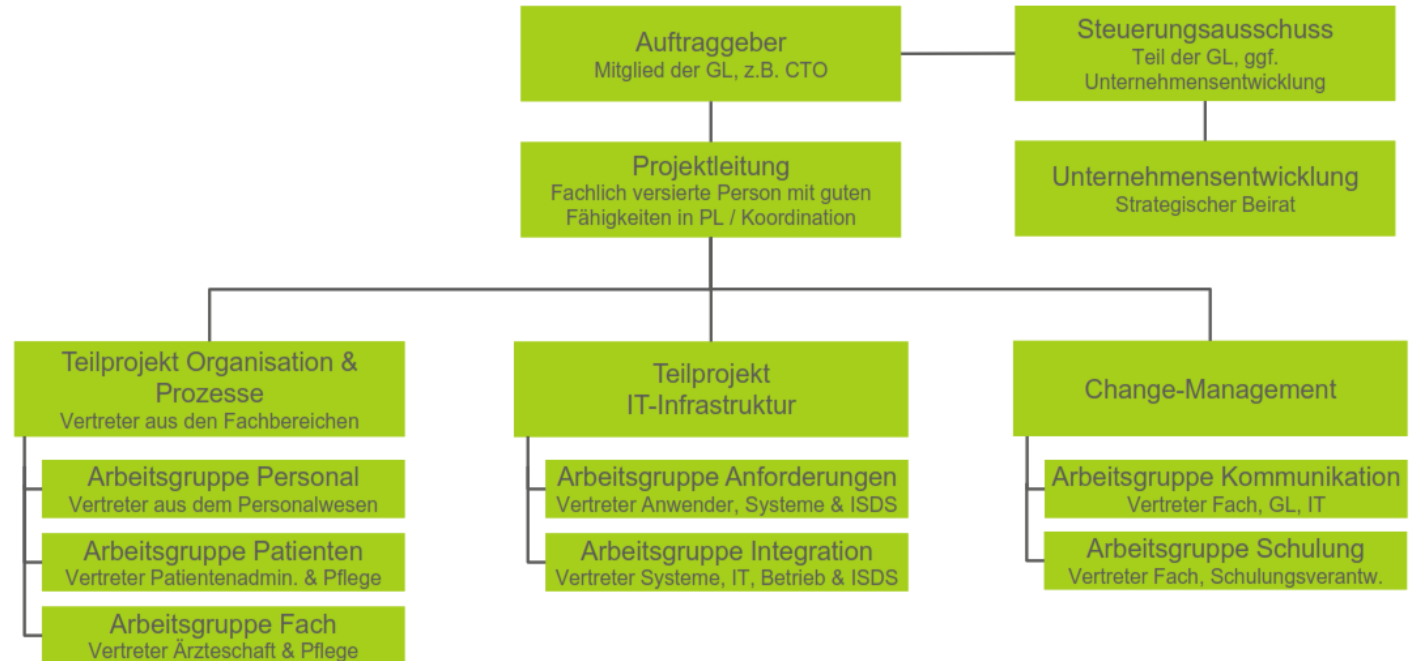 Auftraggeber
Mitglied der GL, z.B. CTO
Steuerungsausschuss
Teil der GL, ggf.
Unternehmensentwicklung
Projektleitung
Fachlich versierte Person mit guten
Fähigkeiten in PL / Koordination
Unternehmensentwicklung
Strategischer Beirat
Teilprojekt Organisation &
Prozesse
Vertreter aus den Fachbereichen
Arbeitsgruppe Personal
Vertreter aus dem Personalwesen
Arbeitsgruppe Patienten
Vertreter Patientenadmin. & Pflege
Arbeitsgruppe Fach
Vertreter Ärzteschaft & Pflege
Teilprojekt
IT-Infrastruktur
Arbeitsgruppe Anforderungen
Vertreter Anwender, Systeme & ISDS
Arbeitsgruppe Integration
Vertreter Systeme, IT, Betrieb & ISDS
Change-Management
Arbeitsgruppe Kommunikation
Vertreter Fach, GL, IT
Arbeitsgruppe Schulung
Vertreter Fach, Schulungsverantw.